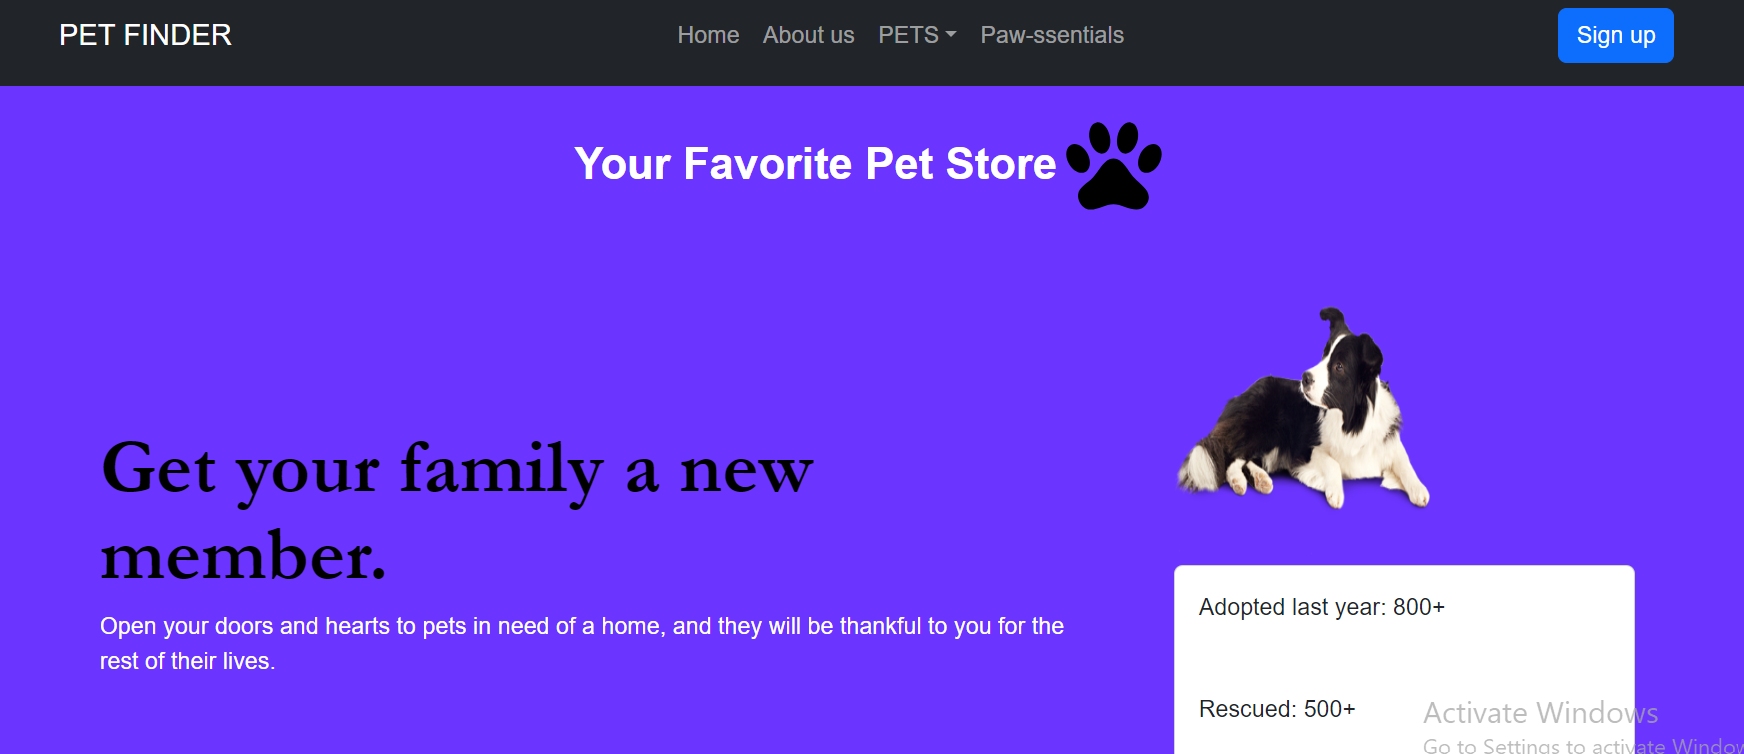 PET FINDER
Home About us PETS Paw-ssentials
Sign up
Your Favorite Pet Store
Get your family a new
member.
Open your doors and hearts to pets in need of a home, and they will be thankful to you for the
rest of their lives.
Adopted last year: 800+
Rescued: 500+
Activate Windows
Go to Settings to activate Window